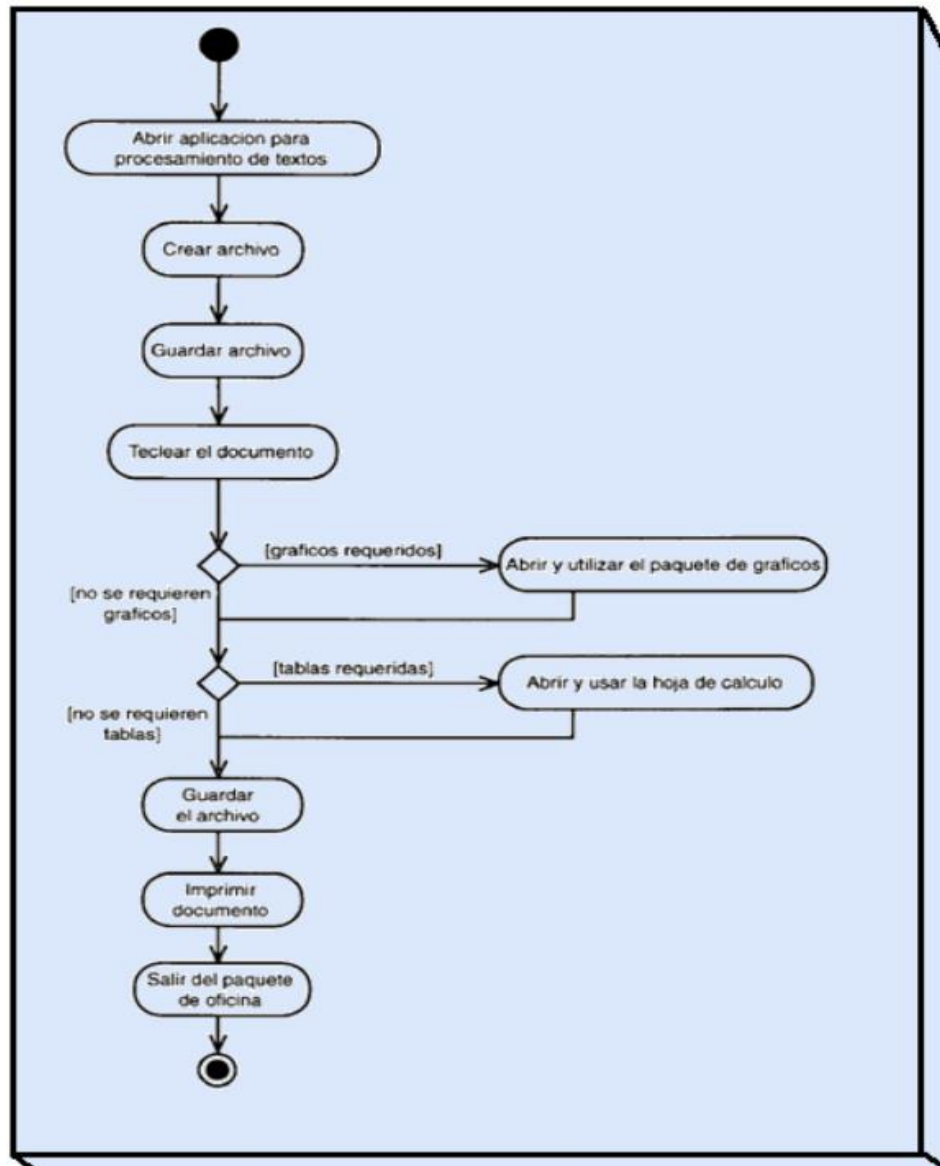 Abrir aplicacion para
procesamiento de textos
Crear archivo
Guardar archivo
Teclear el documento
[graficos requeridos]
Abrir y utilizar el paquete de graficos
[no se requieren
graficos]
[tablas requeridas]
Abrir y usar la hoja de calculo
[no se requieren
tablas]
Guardar
el archivo
Imprimir
documento
Salir del paquete
de oficina